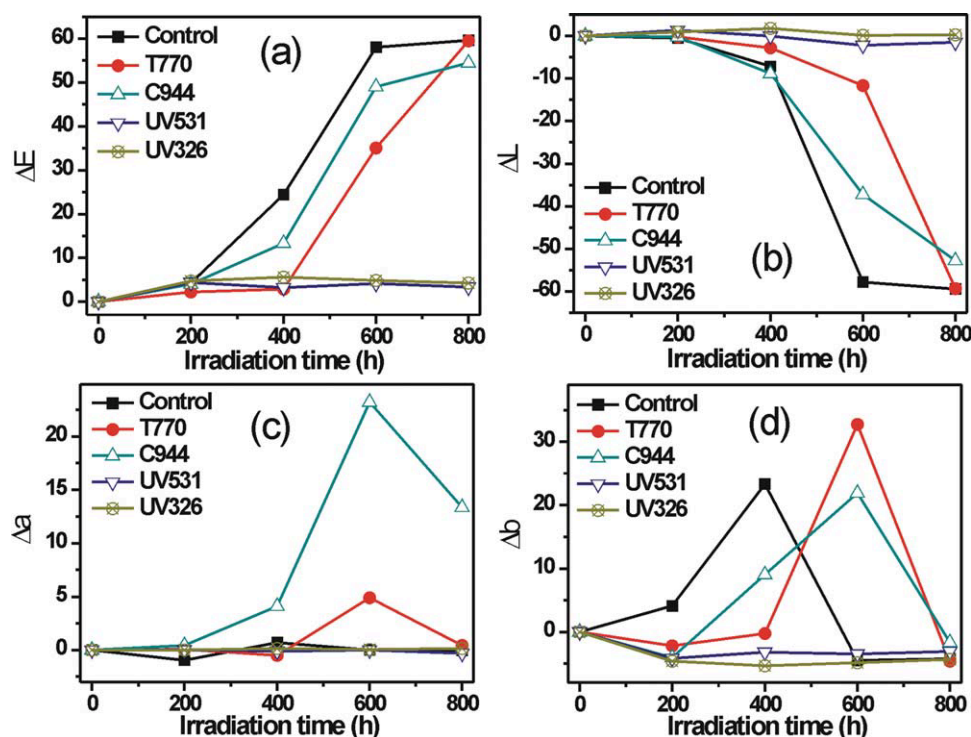 60
50
40
30
20
10
0
ΔE
Control
T770
C944
UV531
UV326
(a)
0 200 400 600 800
Irradiation time (h)
0
-10
-20
-30
-40
-50
-60
ΔL
Control
T770
C944
UV531
UV326
(b)
0 200 400 600 800
Irradiation time (h)
20
15
10
5
0
Δa
Control
T770
C944
UV531
UV326
(c)
0 200 400 600 800
Irradiation time (h)
30
20
10
0
Δb
Control
T770
C944
UV531
UV326
(d)
0 200 400 600 800
Irradiation time (h)